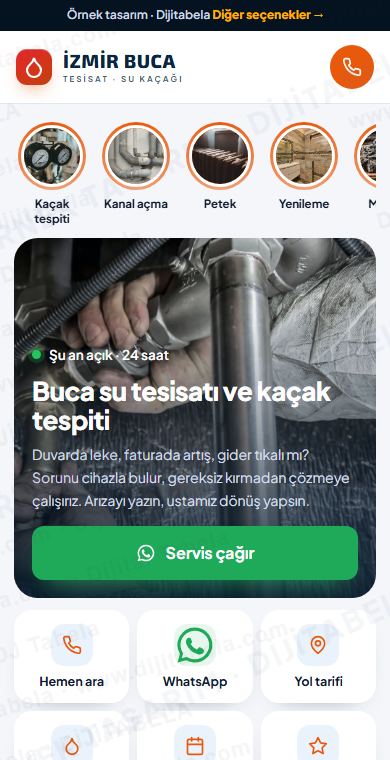 Örnek tasarım · Dijitabela Diğer seçenekler →
İZMİR BUCA
TESİSAT · SU KAÇAĞI
Kaçak tespiti
Kanal açma
Petek
Yenileme
Şu an açık · 24 saat
Buca su tesisatı ve kaçak
tespiti
Duvarda leke, faturada artış, gider tıkalı mı?
Sorunu cihazla bulur, gereksiz kırmadan çözmeye
çalışırız. Arızayı yazın, ustamız dönüş yapsın.
Servis çağır
Hemen ara
WhatsApp
Yol tarifi